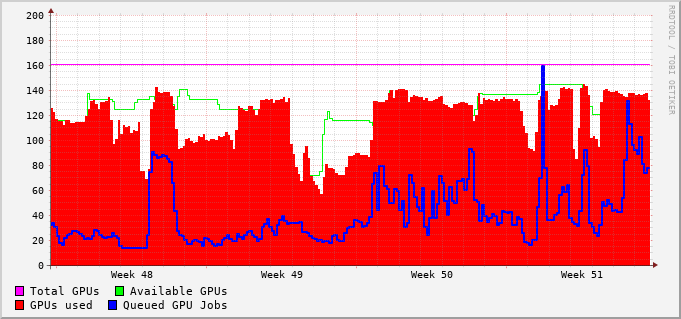 200
180
160
140
120
100
80
60
40
20
0
Week 48 Week 49 Week 50 Week 51
Total GPUs Available GPUs
GPUs used Queued GPU Jobs
RRDTOOL / TOBI OETIKER